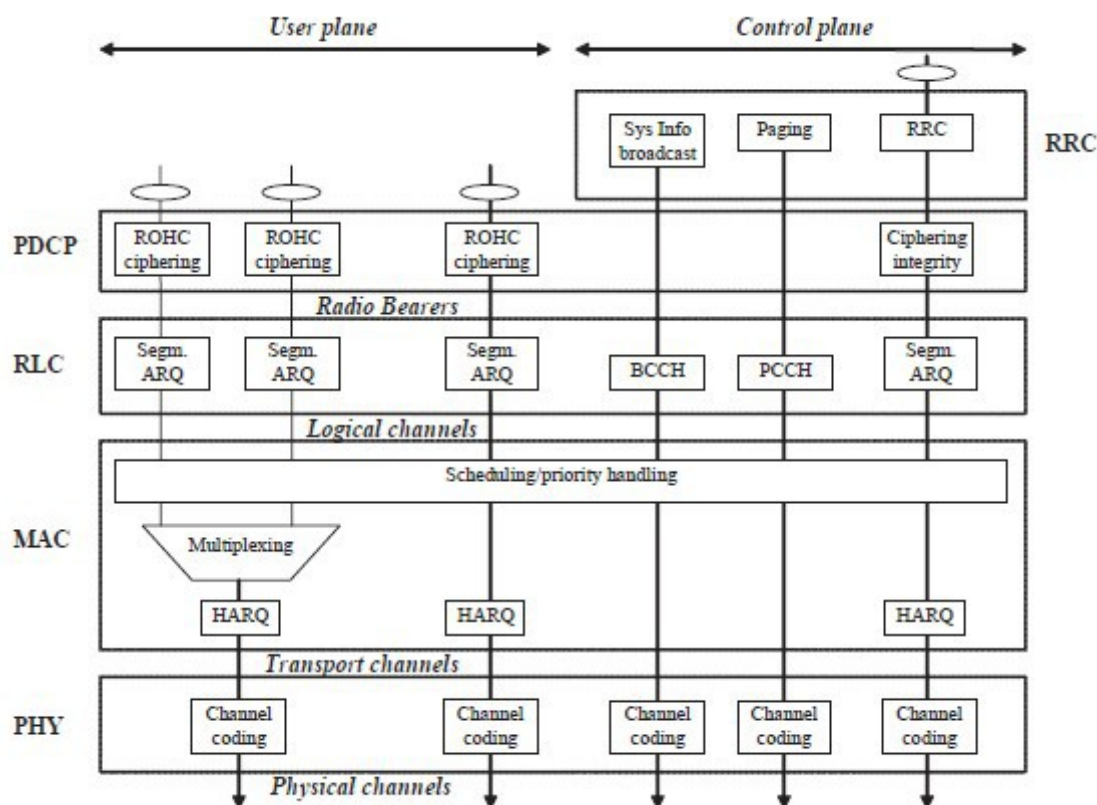 User plane
Control plane
Sys Info
broadcast
Paging
RRC
RRC
PDCP
ROHC
ciphering
ROHC
ciphering
ROHC
ciphering
Ciphering
integrity
Radio Bearers
RLC
Segm.
ARQ
Segm.
ARQ
Segm.
ARQ
BCCH
PCCH
Segm.
ARQ
Logical channels
Scheduling/priority handling
MAC
Multiplexing
HARQ
HARQ
HARQ
Transport channels
PHY
Channel
coding
Channel
coding
Channel
coding
Channel
coding
Channel
coding
Physical channels